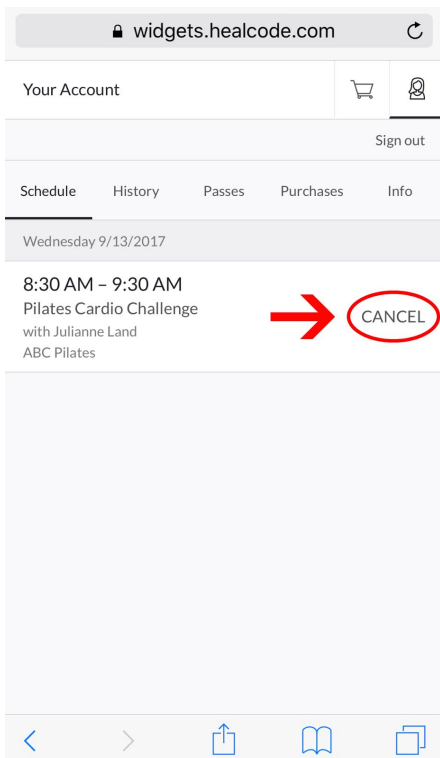 widgets.healcode.com
Your Account
Sign out
Schedule History Passes Purchases Info
Wednesday 9/13/2017
8:30 AM – 9:30 AM
Pilates Cardio Challenge
with Julianne Land
ABC Pilates
CANCEL